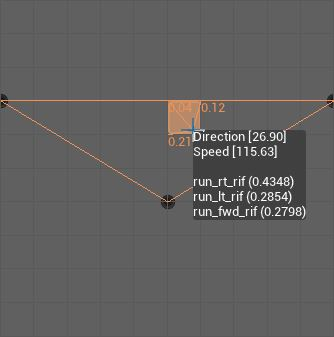 0.04 0.12
0.21
Direction [26.90]
Speed [115.63]
run_rt_rif (0.4348)
run_lt_rif (0.2854)
run_fwd_rif (0.2798)